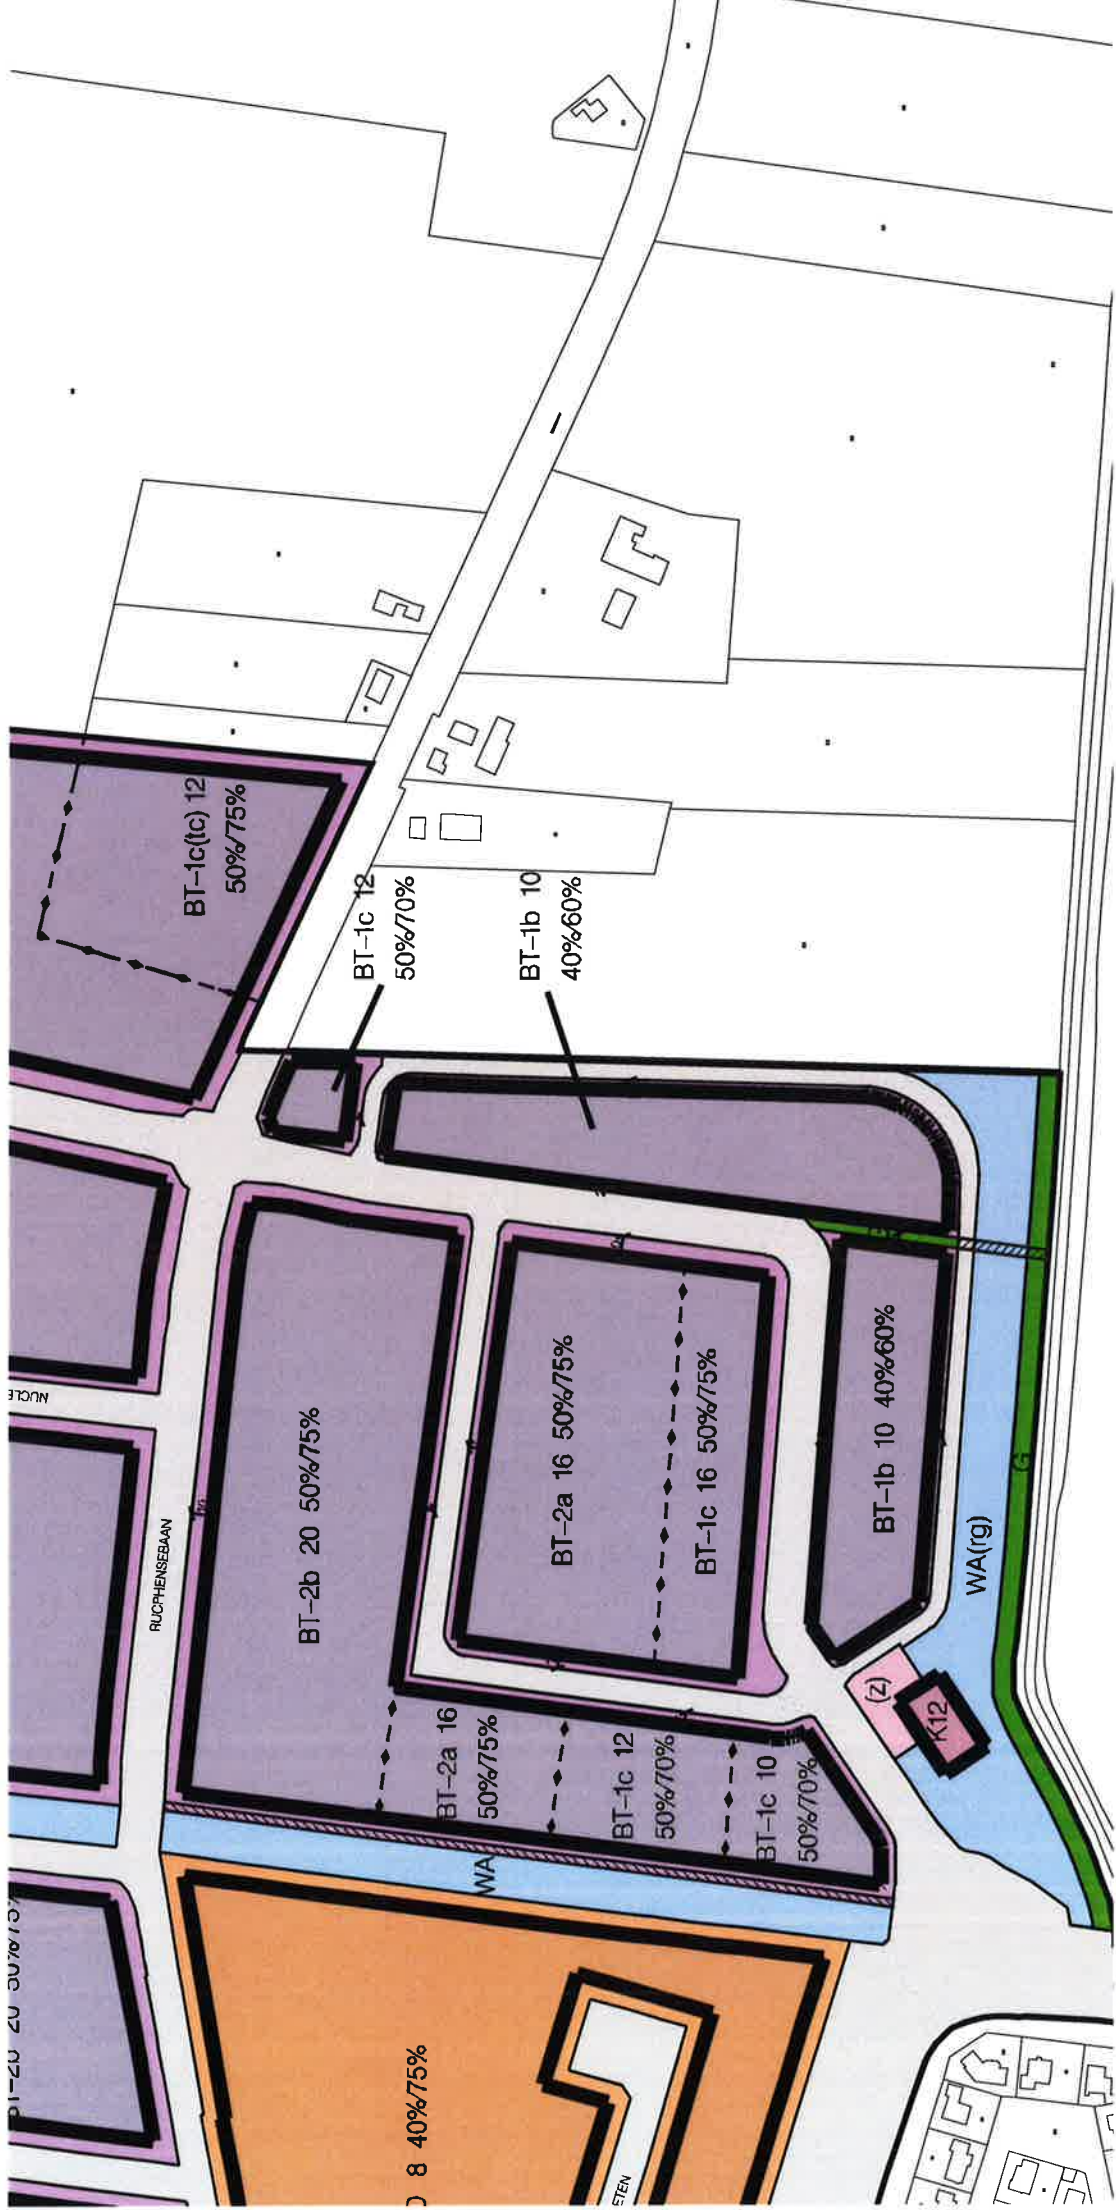 BT-1c(tc) 12
50%/75%
BT-1c 12
50%/70%
BT-1b 10
40%/60%
RUCPHENSEBAAN
BT-2b 20 50%/75%
BT-2a 16 50%/75%
BT-1c 16 50%/75%
BT-1b 10 40%/60%
WA(rg)
G
(z)
K12
BT-2a 16
50%/75%
BT-1c 12
50%/70%
BT-1c 10
50%/70%
WA
NUCLE
8 40%/75%
ETEN